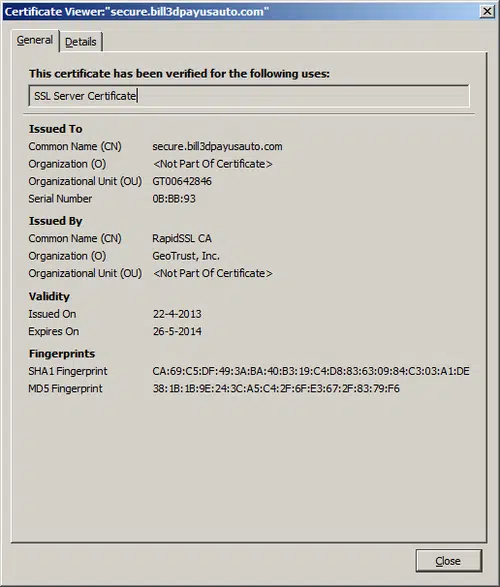 Certificate Viewer:"secure.bill3dpayusauto.com"
General Details
This certificate has been verified for the following uses:
SSL Server Certificate
Issued To
Common Name (CN) secure.bill3dpayusauto.com
Organization (O) <Not Part Of Certificate>
Organizational Unit (OU) GT00642846
Serial Number 0B:BB:93
Issued By
Common Name (CN) RapidSSL CA
Organization (O) GeoTrust, Inc.
Organizational Unit (OU) <Not Part Of Certificate>
Validity
Issued On 22-4-2013
Expires On 26-5-2014
Fingerprints
SHA1 Fingerprint CA:69:C5:DF:49:3A:BA:40:B3:19:C4:D8:83:63:09:84:C3:03:A1:DE
MD5 Fingerprint 38:1B:1B:9E:24:3C:A5:C4:2F:6F:E3:67:2F:83:79:F6
Close